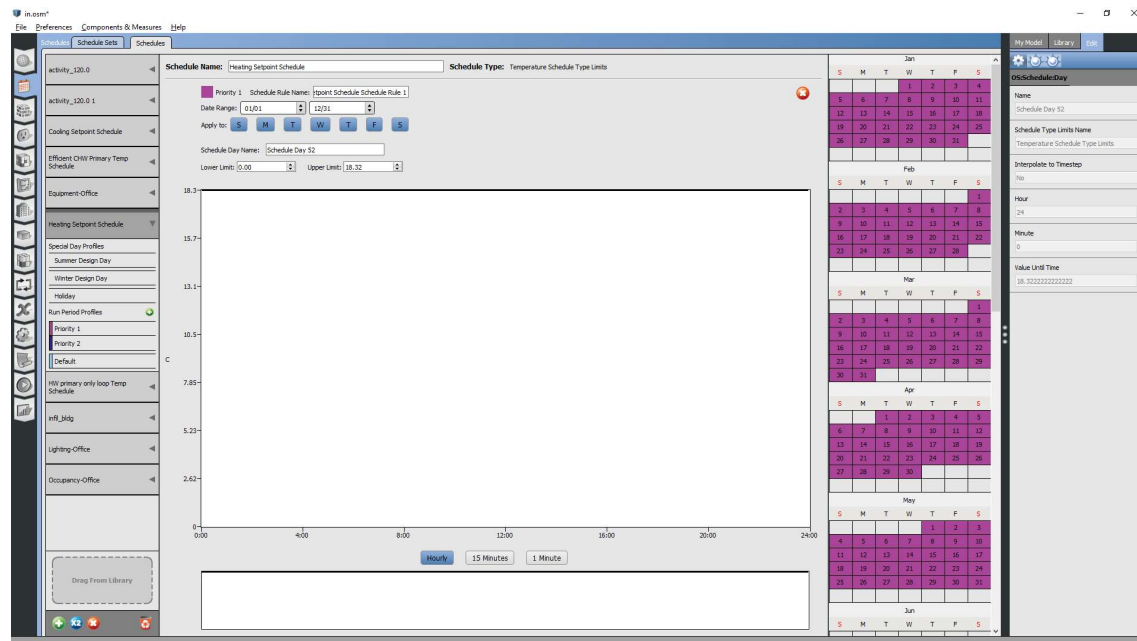 in.osm*
File Preferences Components & Measures Help
Schedules Schedule Sets Schedules
My Model Library Edit
activity_120.0
activity_120.0 1
Cooling Setpoint Schedule
Efficient CHW Primary Temp
Schedule
Equipment-Office
Heating Setpoint Schedule
Special Day Profiles
Summer Design Day
Winter Design Day
Holiday
Run Period Profiles
Priority 1
Priority 2
Default
HW primary only loop Temp
Schedule
infil_bldg
Lighting-Office
Occupancy-Office
Drag From Library
X2
Schedule Name: Heating Setpoint Schedule Schedule Type: Temperature Schedule Type Limits
Priority 1 Schedule Rule Name: etpoint Schedule Schedule Rule 1
Date Range: 01/01 12/31
Apply to: S M T W T F S
Schedule Day Name: Schedule Day 52
Lower Limit: 0.00 Upper Limit: 18.32
18.3
15.7
13.1
10.5
C
7.85
5.23
2.62
0
0:00 4:00 8:00 12:00 16:00 20:00 24:00
Hourly 15 Minutes 1 Minute
Jan
S M T W T F S
1 2 3 4
5 6 7 8 9 10 11
12 13 14 15 16 17 18
19 20 21 22 23 24 25
26 27 28 29 30 31
Feb
S M T W T F S
1
2 3 4 5 6 7 8
9 10 11 12 13 14 15
16 17 18 19 20 21 22
23 24 25 26 27 28
Mar
S M T W T F S
1
2 3 4 5 6 7 8
9 10 11 12 13 14 15
16 17 18 19 20 21 22
23 24 25 26 27 28 29
30 31
Apr
S M T W T F S
1 2 3 4 5
6 7 8 9 10 11 12
13 14 15 16 17 18 19
20 21 22 23 24 25 26
27 28 29 30
May
S M T W T F S
1 2 3
4 5 6 7 8 9 10
11 12 13 14 15 16 17
18 19 20 21 22 23 24
25 26 27 28 29 30 31
Jun
S M T W T F S
OS:Schedule:Day
Name
Schedule Day 52
Schedule Type Limits Name
Temperature Schedule Type Limits
Interpolate to Timestep
No
Hour
24
Minute
0
Value Until Time
18.3222222222222